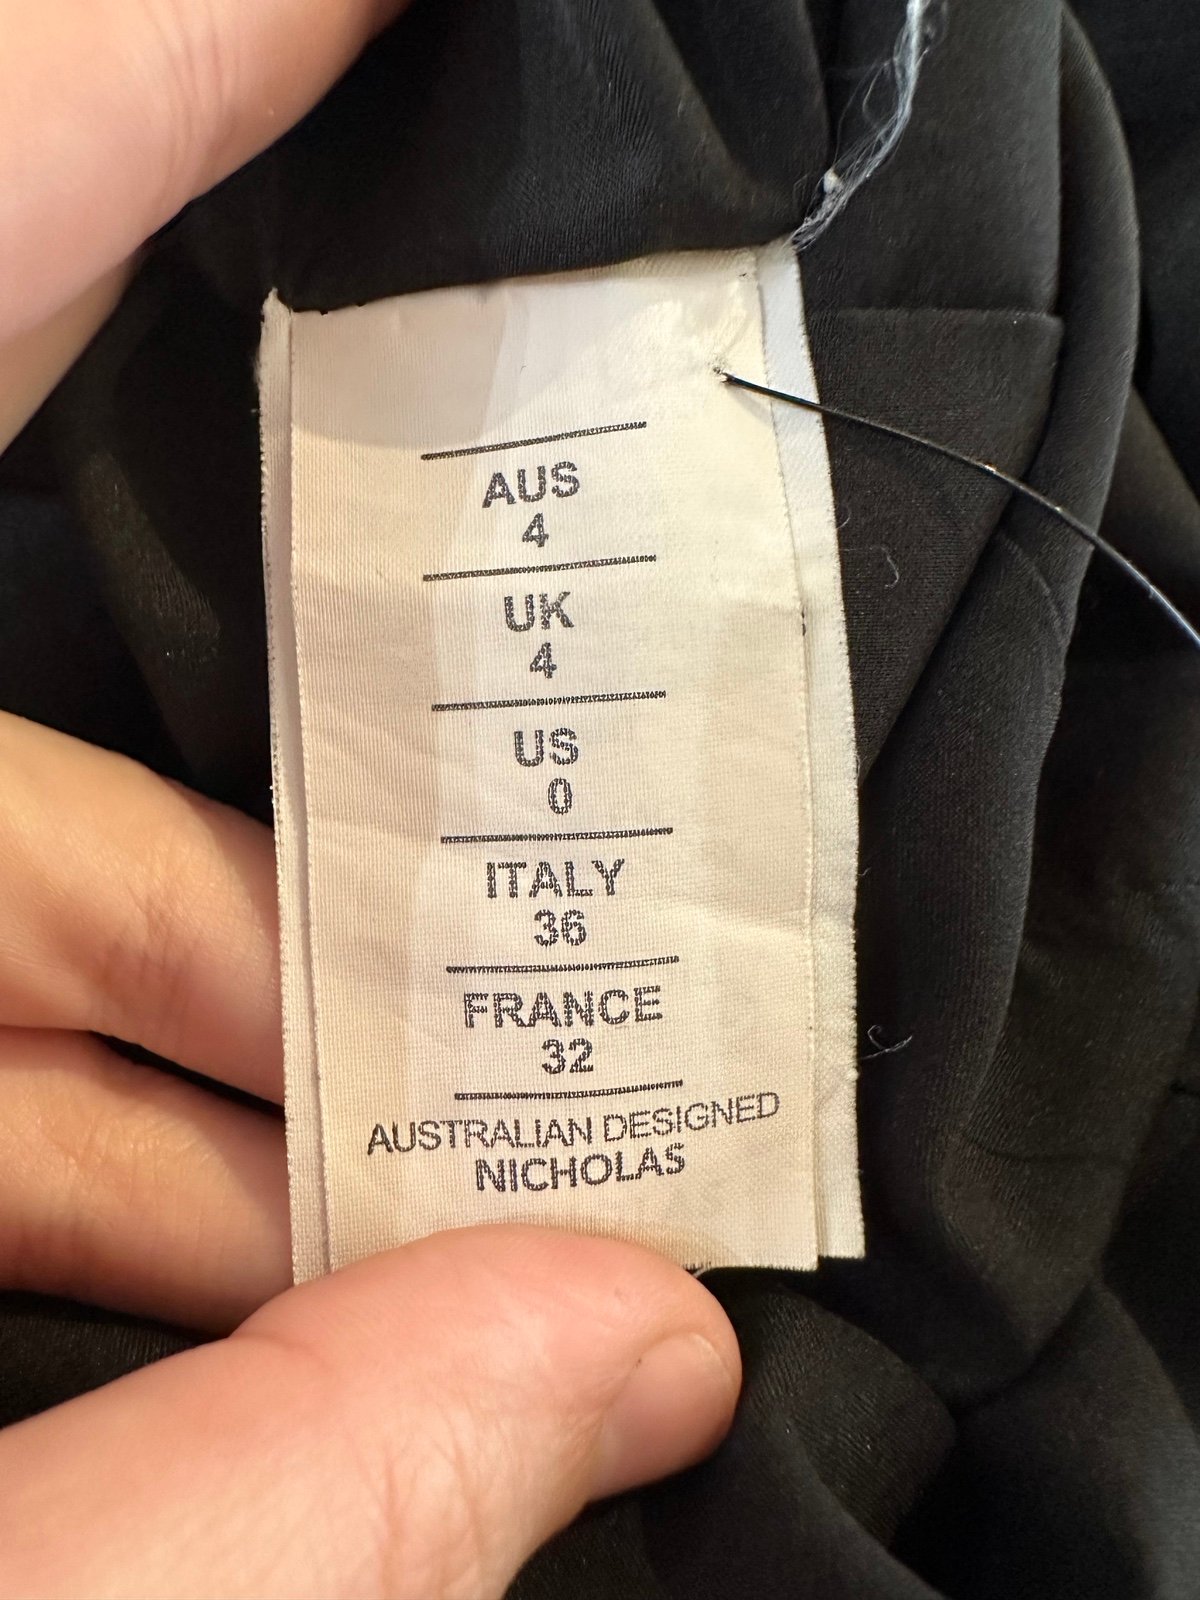 AUS
4
UK
4
US
0
ITALY
36
FRANCE
32
AUSTRALIAN DESIGNED
NICHOLAS